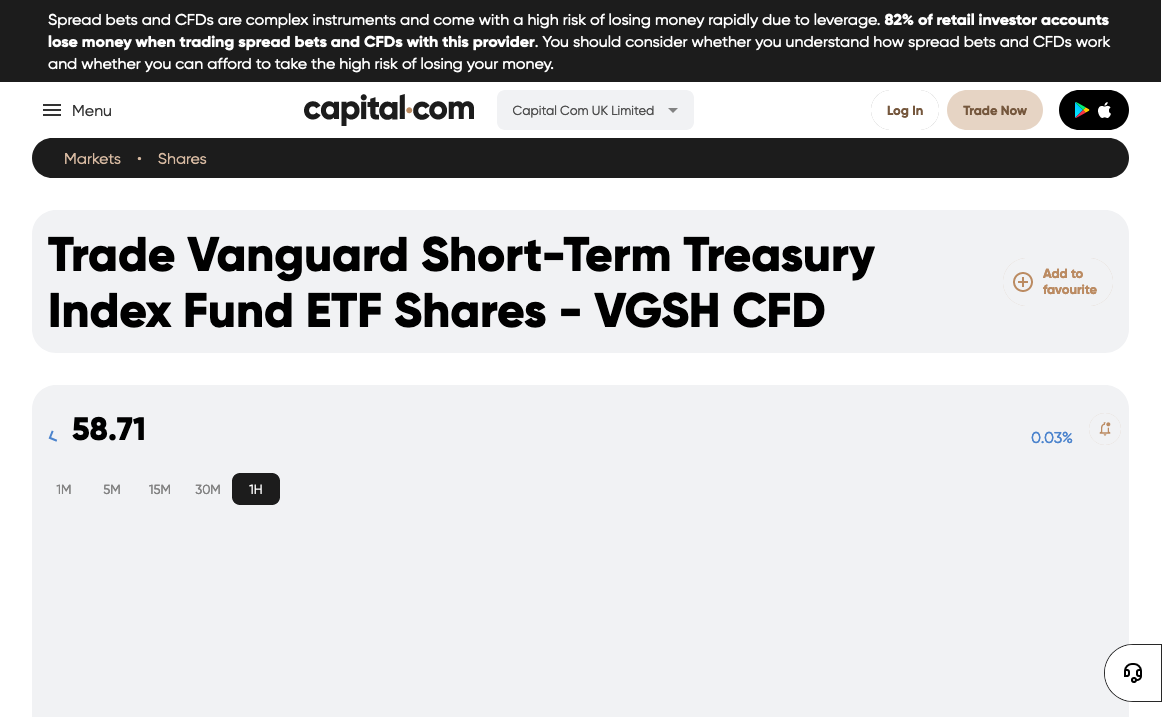 Spread bets and CFDs are complex instruments and come with a high risk of losing money rapidly due to leverage. 82% of retail investor accounts
lose money when trading spread bets and CFDs with this provider. You should consider whether you understand how spread bets and CFDs work
and whether you can afford to take the high risk of losing your money.
Menu
capital.com
Capital Com UK Limited
Log In
Trade Now
Markets • Shares
Trade Vanguard Short-Term Treasury
Index Fund ETF Shares - VGSH CFD
Add to
favourite
58.71
0.03%
1M 5M 15M 30M 1H